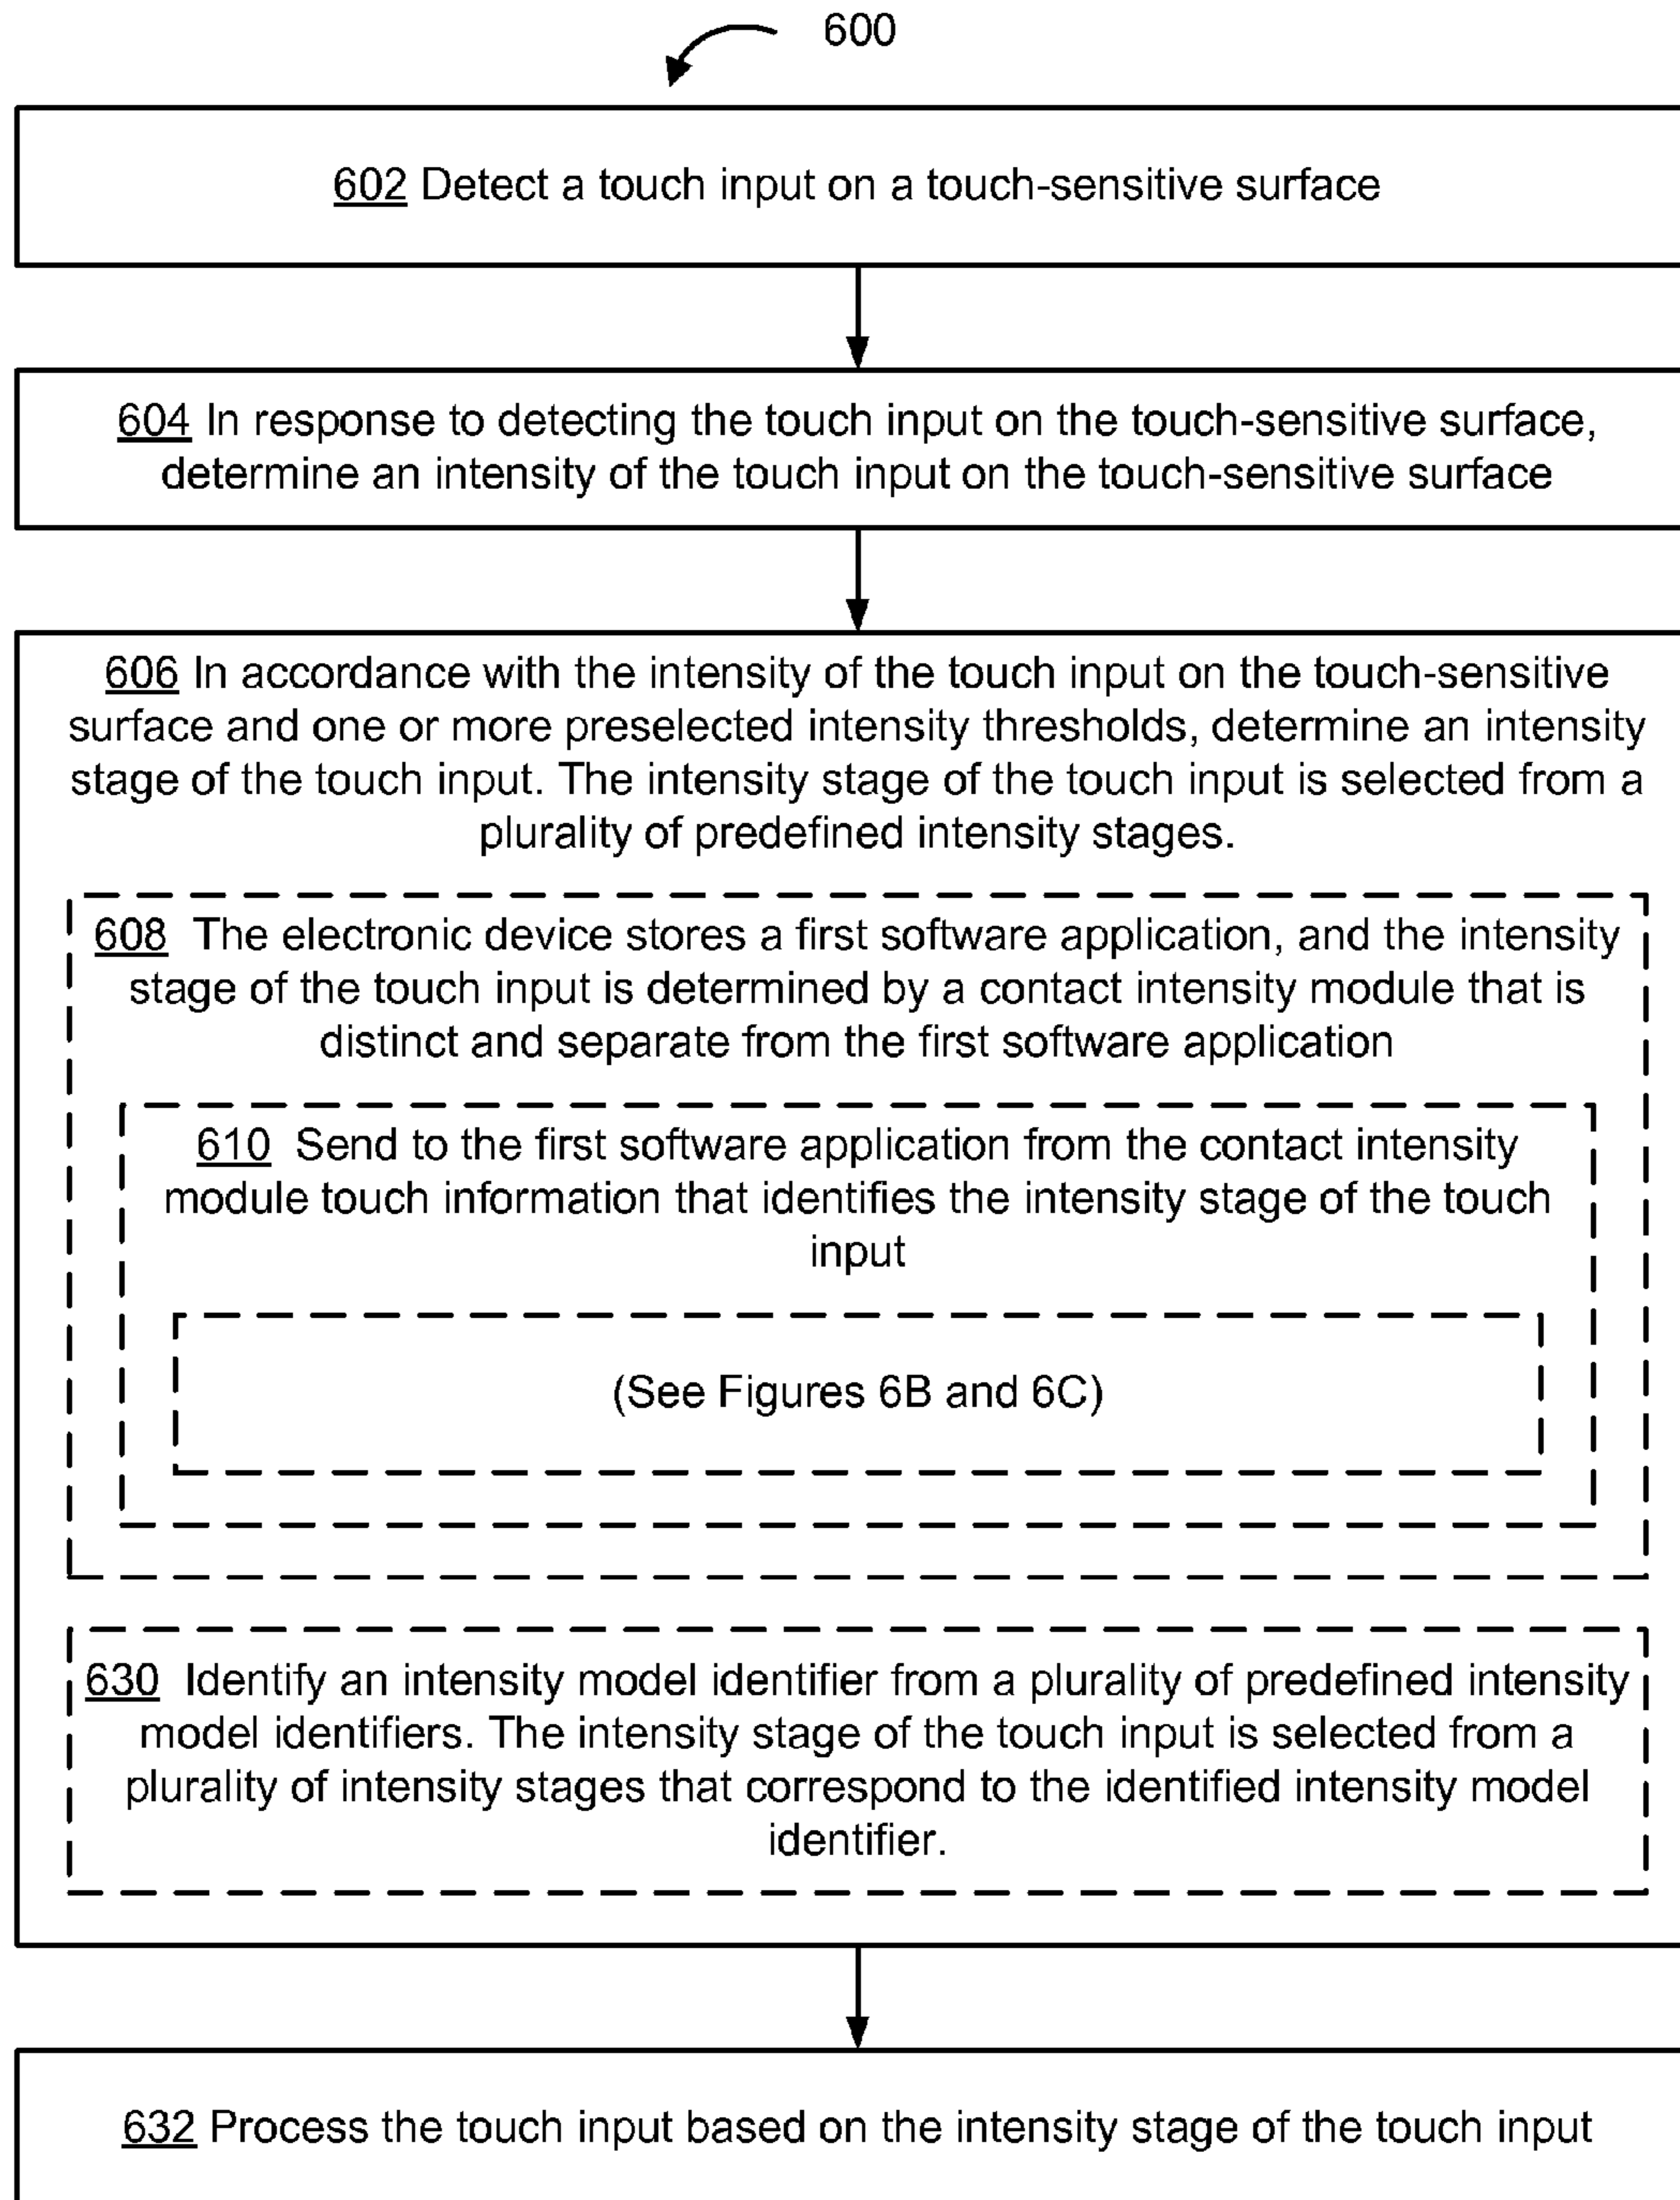 600
602 Detect a touch input on a touch-sensitive surface
604 In response to detecting the touch input on the touch-sensitive surface,
determine an intensity of the touch input on the touch-sensitive surface
606 In accordance with the intensity of the touch input on the touch-sensitive
surface and one or more preselected intensity thresholds, determine an intensity
stage of the touch input. The intensity stage of the touch input is selected from a
plurality of predefined intensity stages.
608 The electronic device stores a first software application, and the intensity
stage of the touch input is determined by a contact intensity module that is
distinct and separate from the first software application
610 Send to the first software application from the contact intensity
module touch information that identifies the intensity stage of the touch
input
(See Figures 6B and 6C)
630 Identify an intensity model identifier from a plurality of predefined intensity
model identifiers. The intensity stage of the touch input is selected from a
plurality of intensity stages that correspond to the identified intensity model
identifier.
632 Process the touch input based on the intensity stage of the touch input